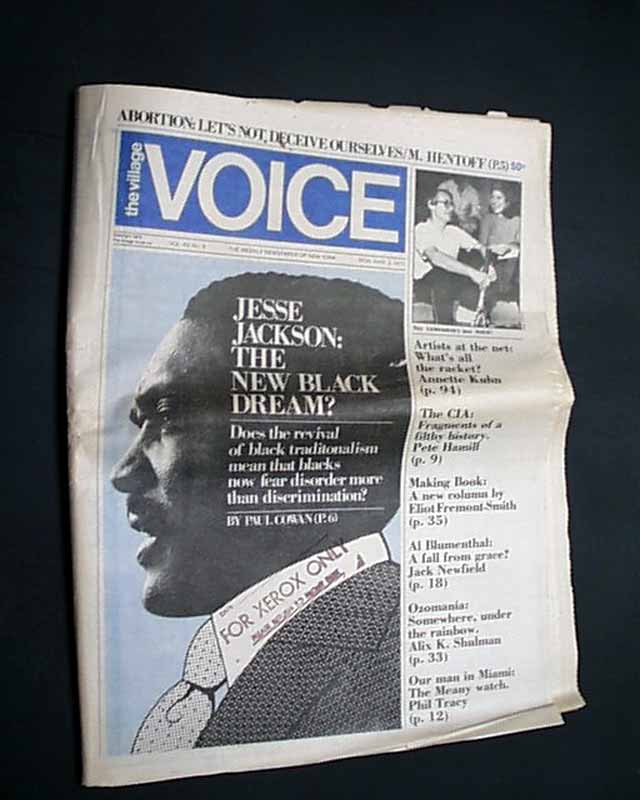 ABORTION: LET'S NOT, DECEIVE OURSELVES/M. HENTOFF (P.5) 50¢
the village VOICE
THE WEEKLY NEWSPAPER OF NEW YORK
JESSE
JACKSON:
THE
NEW BLACK
DREAM?
Does the revival
of black traditonalism
mean that blacks
now fear disorder more
than discrimination?
BY PAUL COWAN (P. 6)
FOR XEROX ONLY
Artists at the net:
What's all
the racket?
Annette Kuhn
(p. 94)
The CIA:
Fragments of a
filthy history.
Pete Hamill
(p. 9)
Making Book:
A new column by
Eliot Fremont-Smith
(p. 35)
Al Blumenthal:
A fall from grace?
Jack Newfield
(p. 18)
Ozomania:
Somewhere, under
the rainbow.
Alix K. Shulman
(p. 33)
Our man in Miami:
The Meany watch.
Phil Tracy
(p. 12)